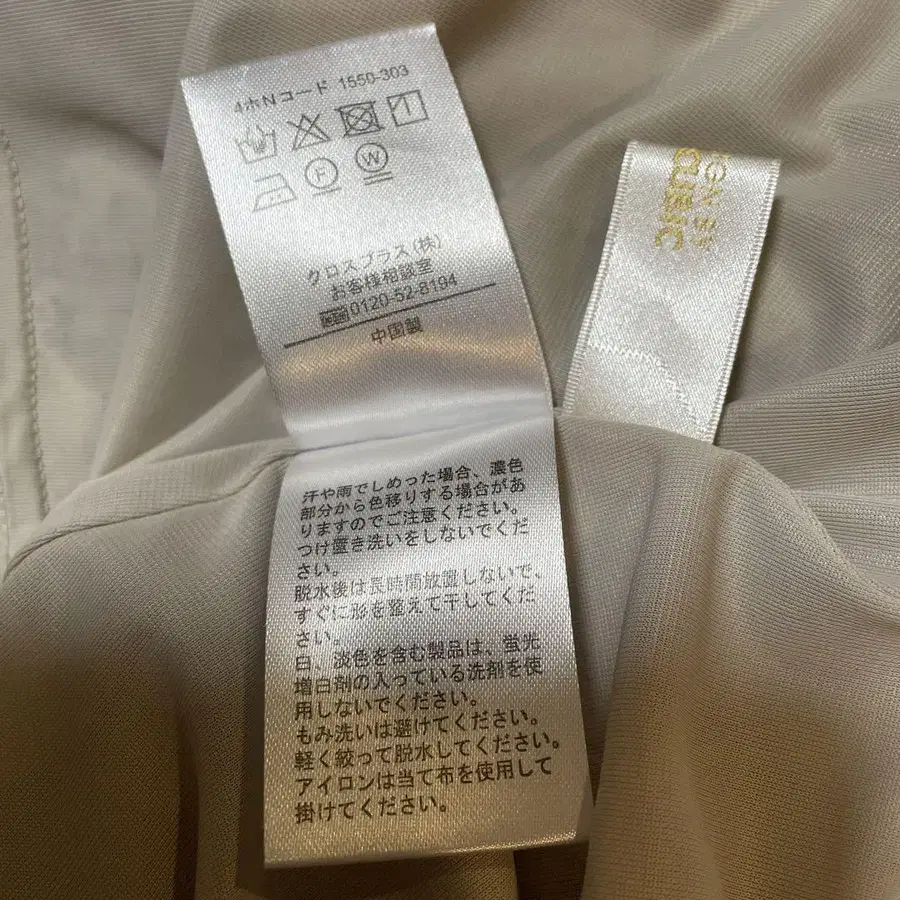 4ホNコード 1550-303
F W
クロスプラス(株)
お客様相談室
0120-52-8194
中国製
汗や雨でしめった場合、濃色
部分から色移りする場合があ
りますのでご注意ください。
つけ置き洗いをしないでくだ
さい。
脱水後は長時間放置しないで、
すぐに形を整えて干してくだ
さい。
白、淡色を含む製品は、蛍光
増白剤の入っている洗剤を使
用しないでください。
もみ洗いは避けてください。
軽く絞って脱水してください。
アイロンは当て布を使用して
掛けてください。
BY
CUBIC